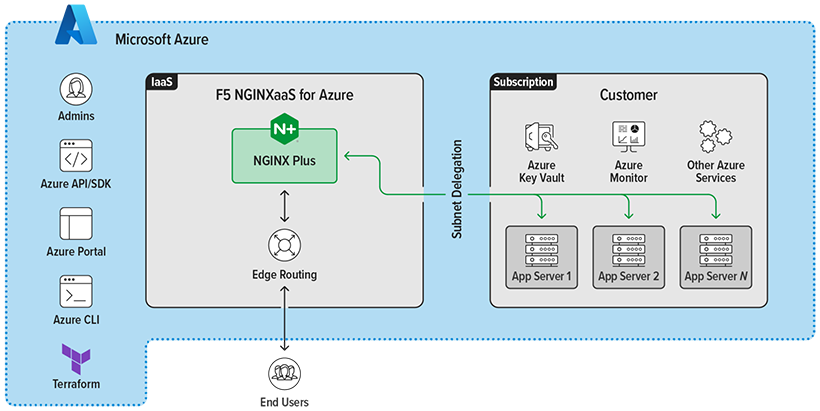 Microsoft Azure
Admins
Azure API/SDK
Azure Portal
Azure CLI
Terraform
IaaS
F5 NGINXaaS for Azure
N+
NGINX Plus
Edge Routing
End Users
Subnet Delegation
Subscription
Customer
Azure
Key Vault
Azure
Monitor
Other Azure
Services
App Server 1
App Server 2
App Server N